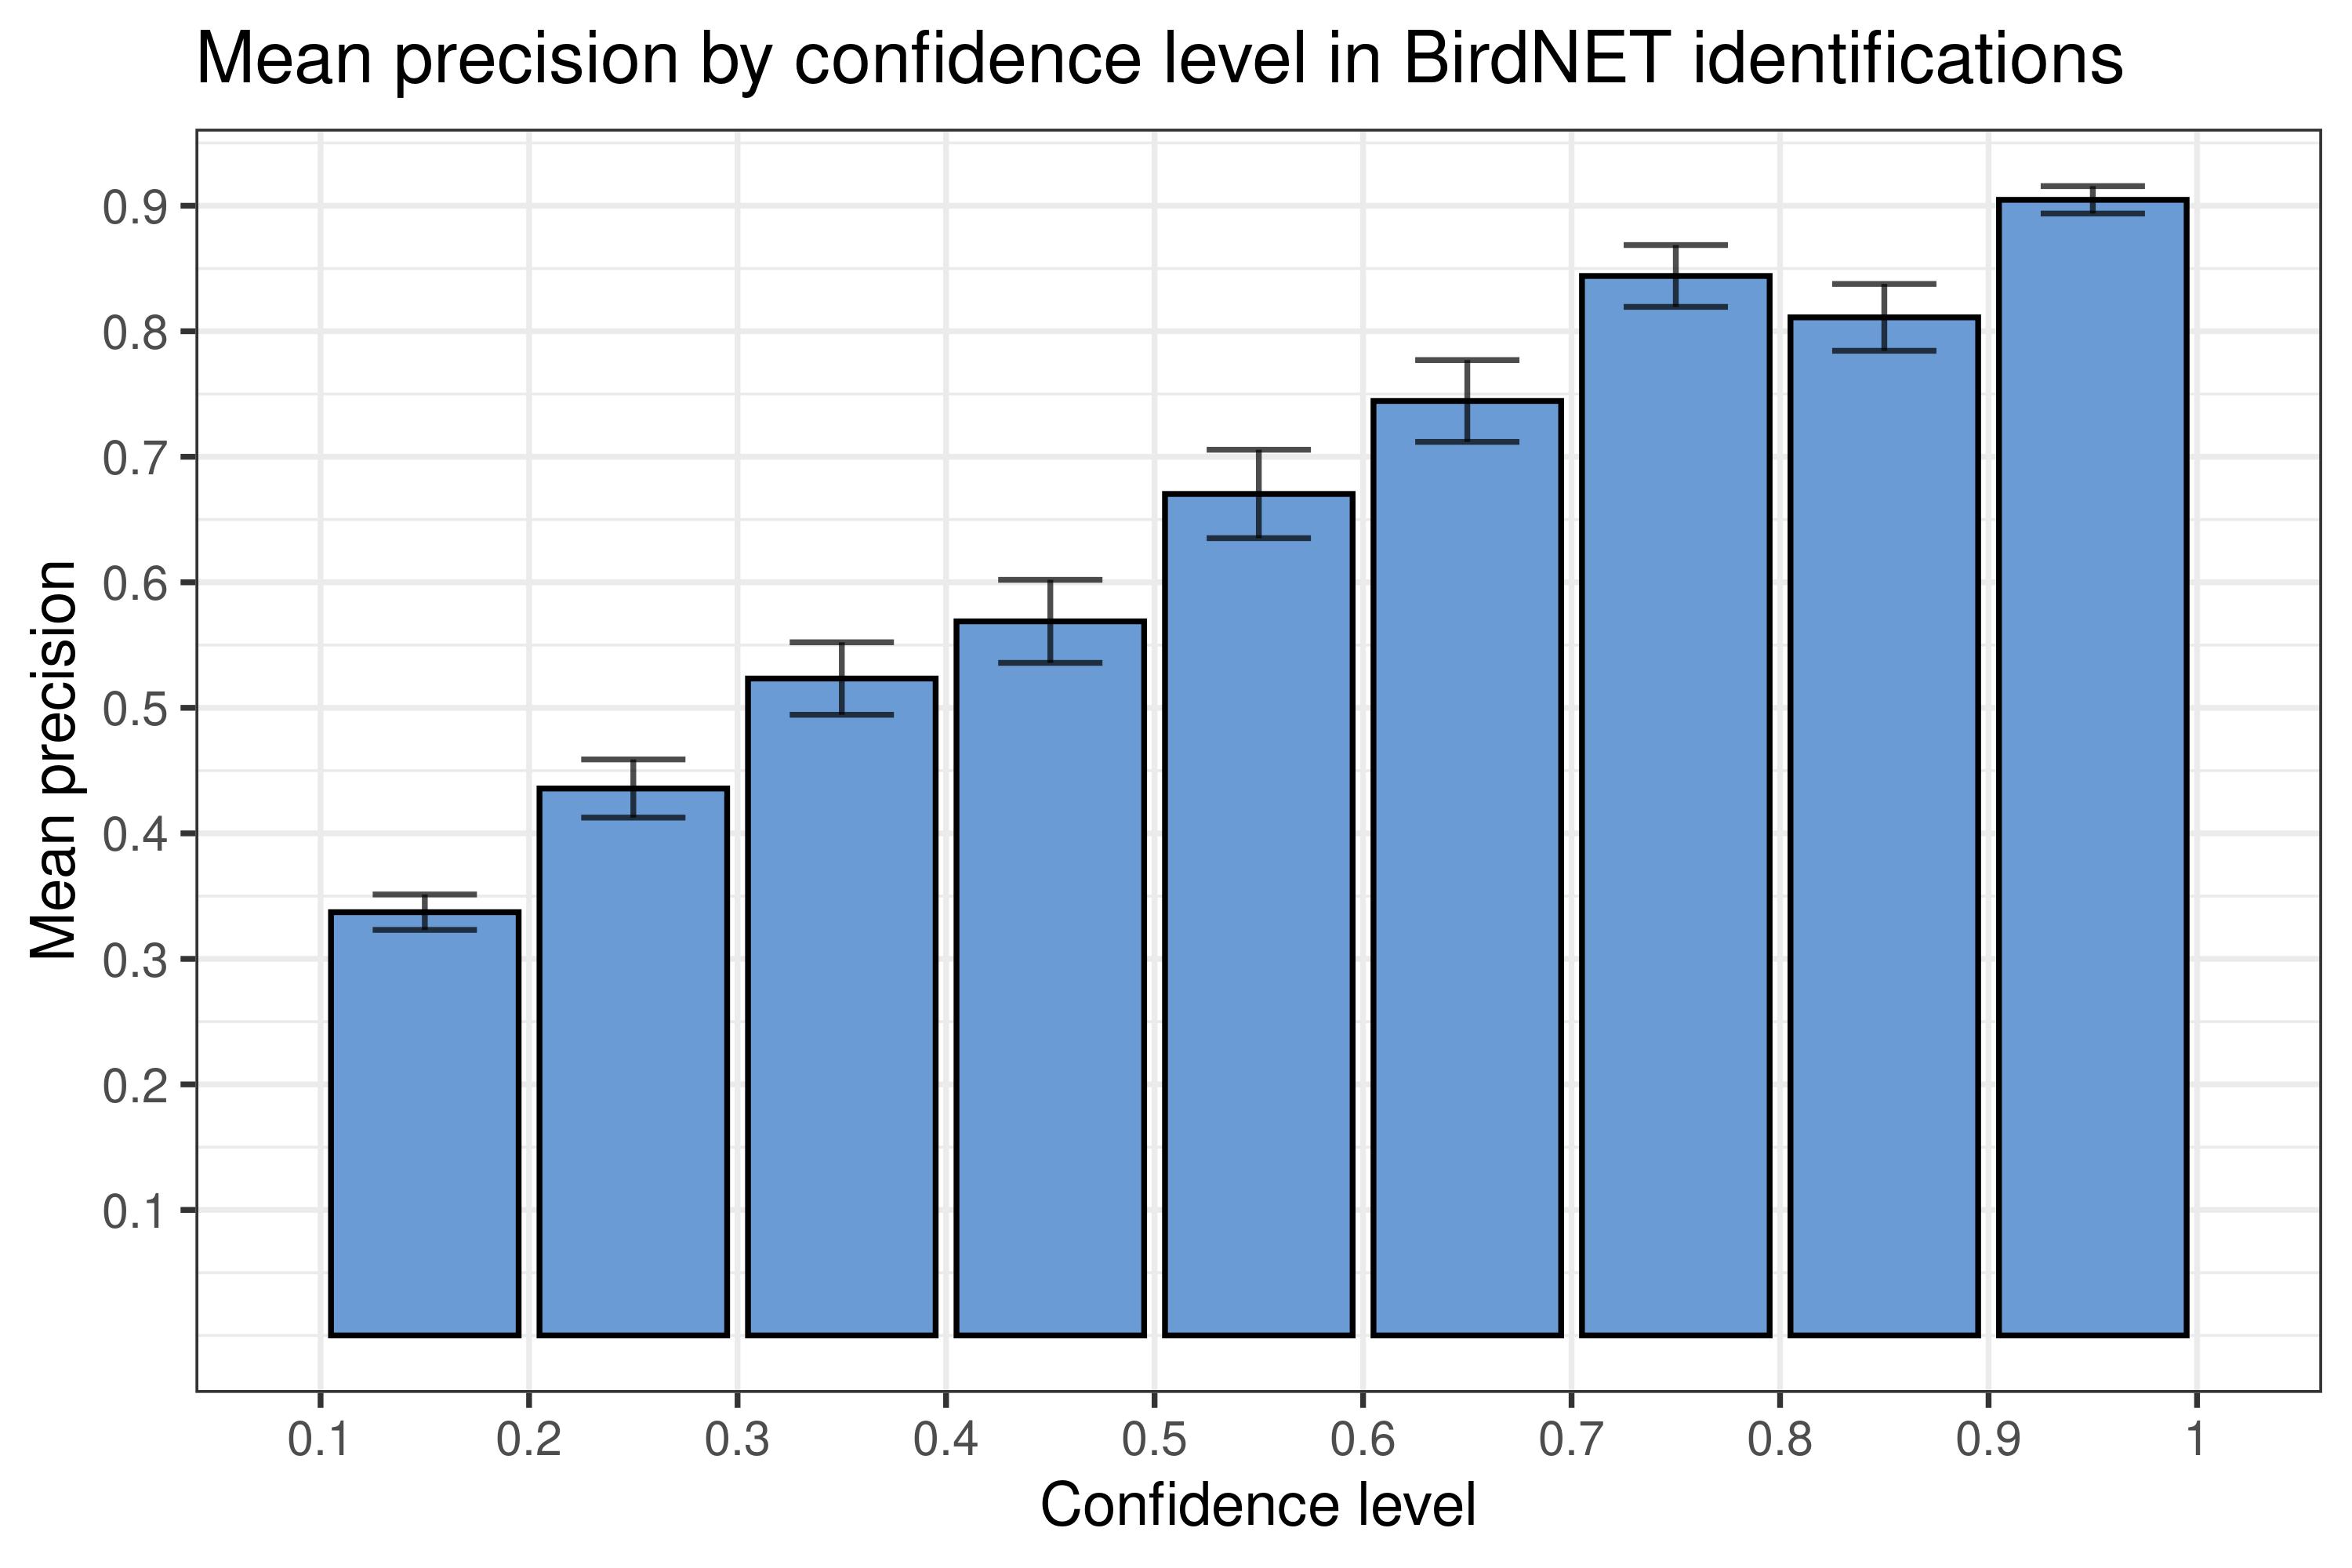 Mean precision by confidence level in BirdNET identifications
Mean precision
0.9
0.8
0.7
0.6
0.5
0.4
0.3
0.2
0.1
0.1 0.2 0.3 0.4 0.5 0.6 0.7 0.8 0.9 1
Confidence level